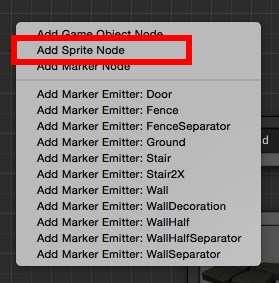 Add Game Object Node
Add Sprite Node
Add Marker Node
Add Marker Emitter: Door
Add Marker Emitter: Fence
Add Marker Emitter: FenceSeparator
Add Marker Emitter: Ground
Add Marker Emitter: Stair
Add Marker Emitter: Stair2X
Add Marker Emitter: Wall
Add Marker Emitter: WallDecoration
Add Marker Emitter: WallHalf
Add Marker Emitter: WallHalfSeparator
Add Marker Emitter: WallSeparator